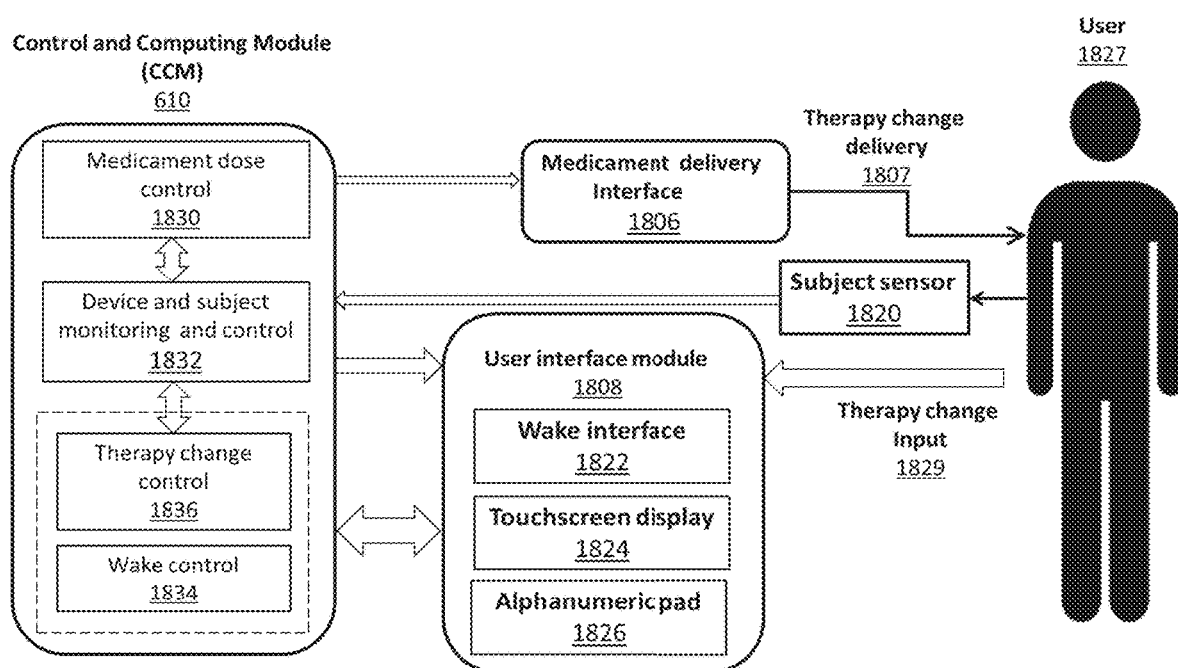 Control and Computing Module
(CCM)
610
Medicament dose
control
1830
Device and subject
monitoring and control
1832
Therapy change
control
1836
Wake control
1834
Medicament delivery
Interface
1806
Therapy change
delivery
1807
User
1827
Subject sensor
1820
User interface module
1808
Wake interface
1822
Touchscreen display
1824
Alphanumeric pad
1826
Therapy change
Input
1829